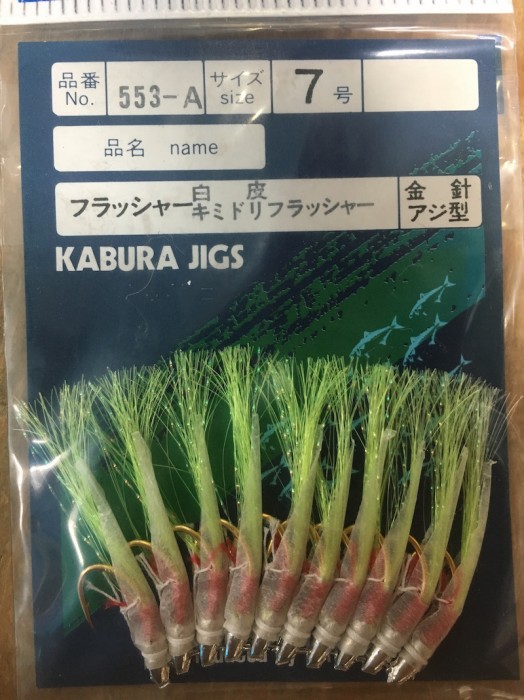 品番 No. 553-A サイズ size 7号
品名 name
フラッシャー 白 皮 キミドリフラッシャー 金針 アジ型
KABURA JIGS